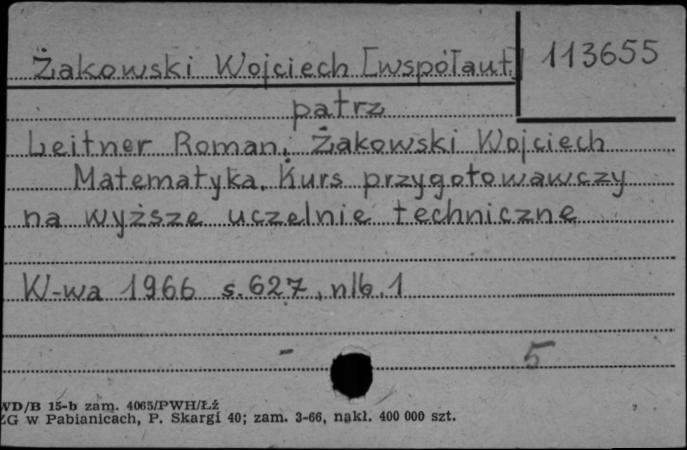 Żakowski Wojciech [współaut.] 113655
patrz
Leitner Roman, Żakowski Wojciech
Matematyka. Kurs przygotowawczy
na wyższe uczelnie techniczne
W-wa 1966 s.627, nlb.1
- 5
WD/B 15-b zam. 4065/PWH/Łź
ZG w Pabianicach, P. Skargi 40; zam. 3-66, nakł. 400 000 szt.